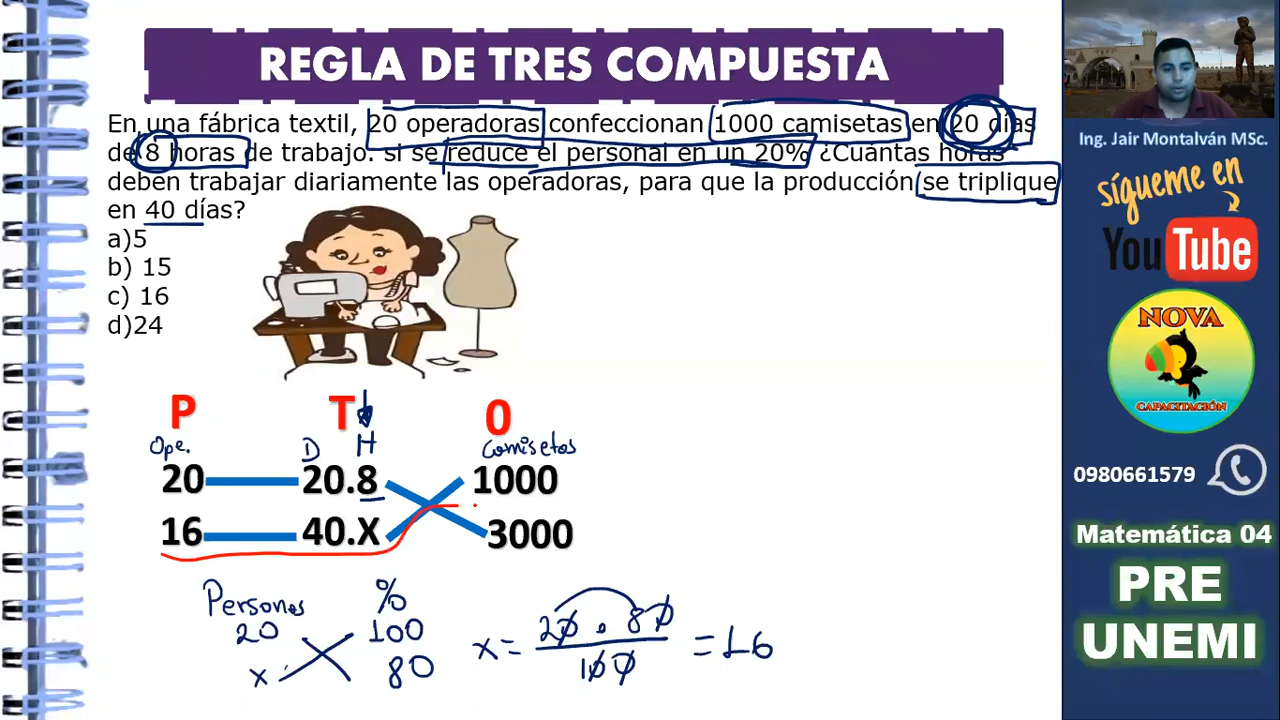 REGLA DE TRES COMPUESTA
En una fábrica textil, 20 operadoras confeccionan 1000 camisetas en 20 días
de 8 horas de trabajo. si se reduce el personal en un 20% ¿Cuántas horas
deben trabajar diariamente las operadoras, para que la producción se triplique
en 40 días?
a)5
b) 15
c) 16
d)24
P T 0
Ope. D H Camisetas
20 20.8 1000
16 40.X 3000
Personas %
20 100
x 80
x = 20 . 80 = 16
100
Ing. Jair Montalván MSc.
sígueme en
YouTube
NOVA
CAPACITACIÓN
0980661579
Matemática 04
PRE
UNEMI